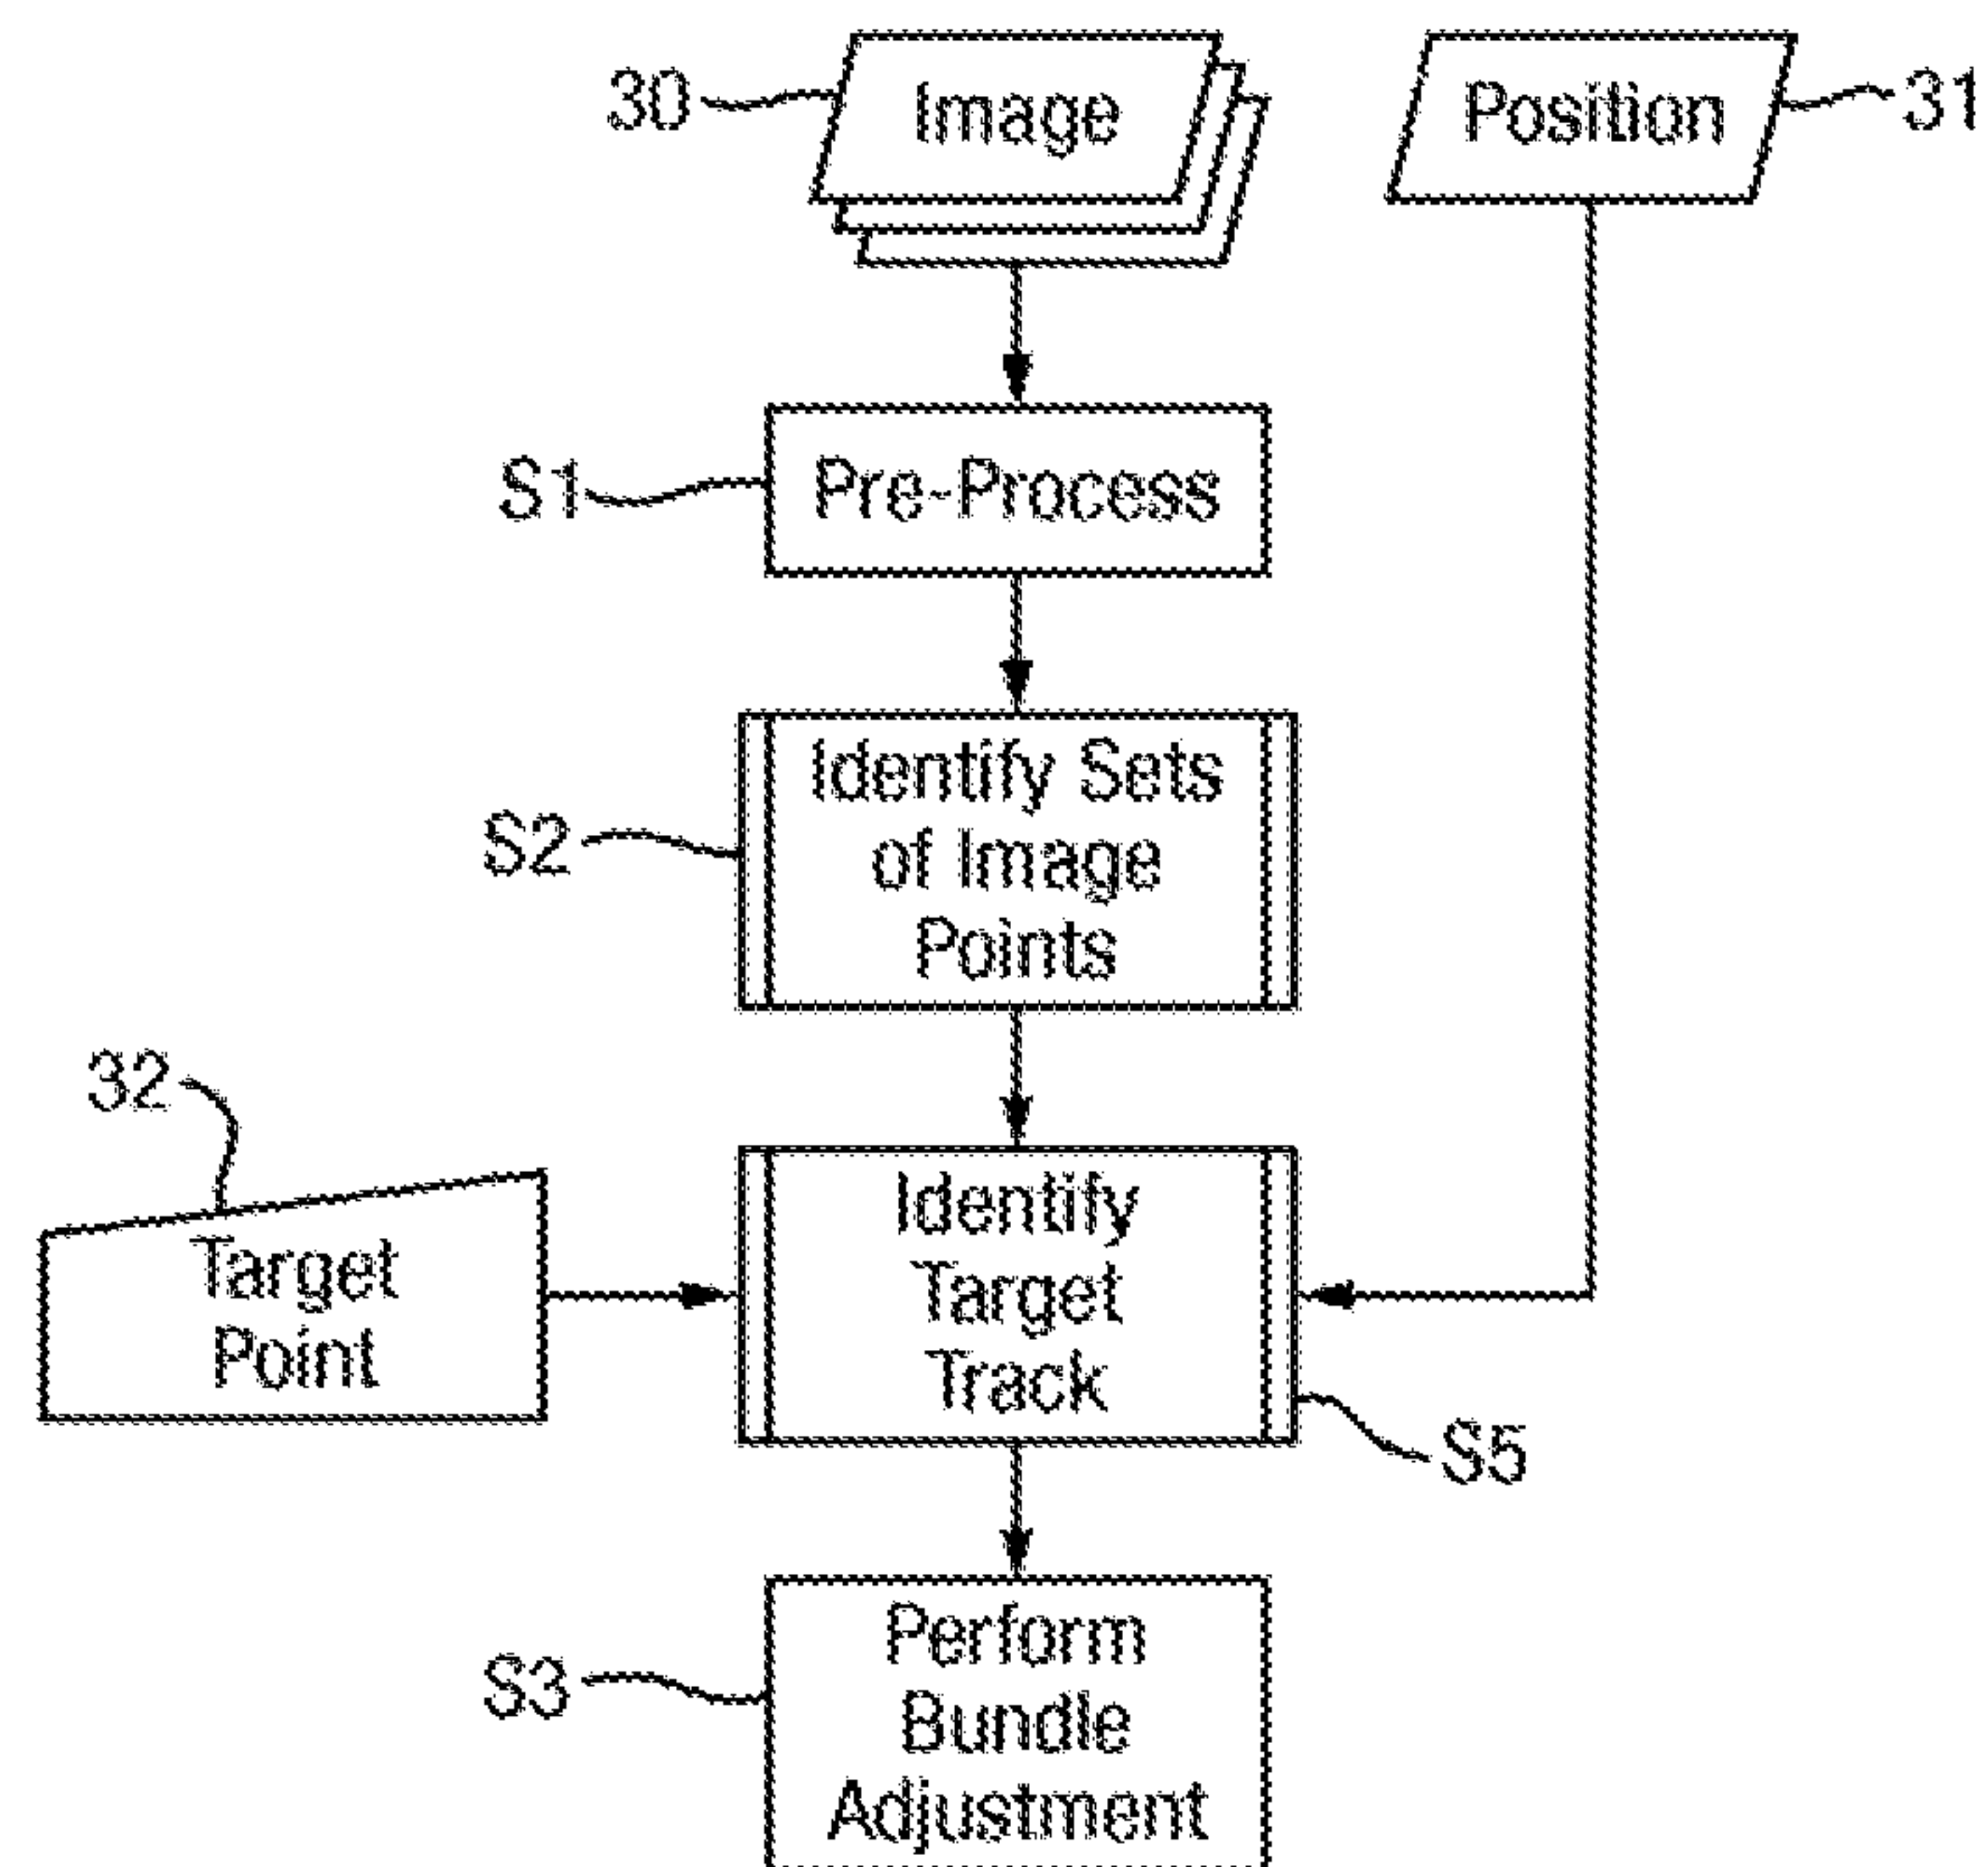 30
Image
Position
31
S1
Pre-Process
S2
Identify Sets
of Image
Points
32
Target
Point
Identify
Target
Track
S5
S3
Perform
Bundle
Adjustment